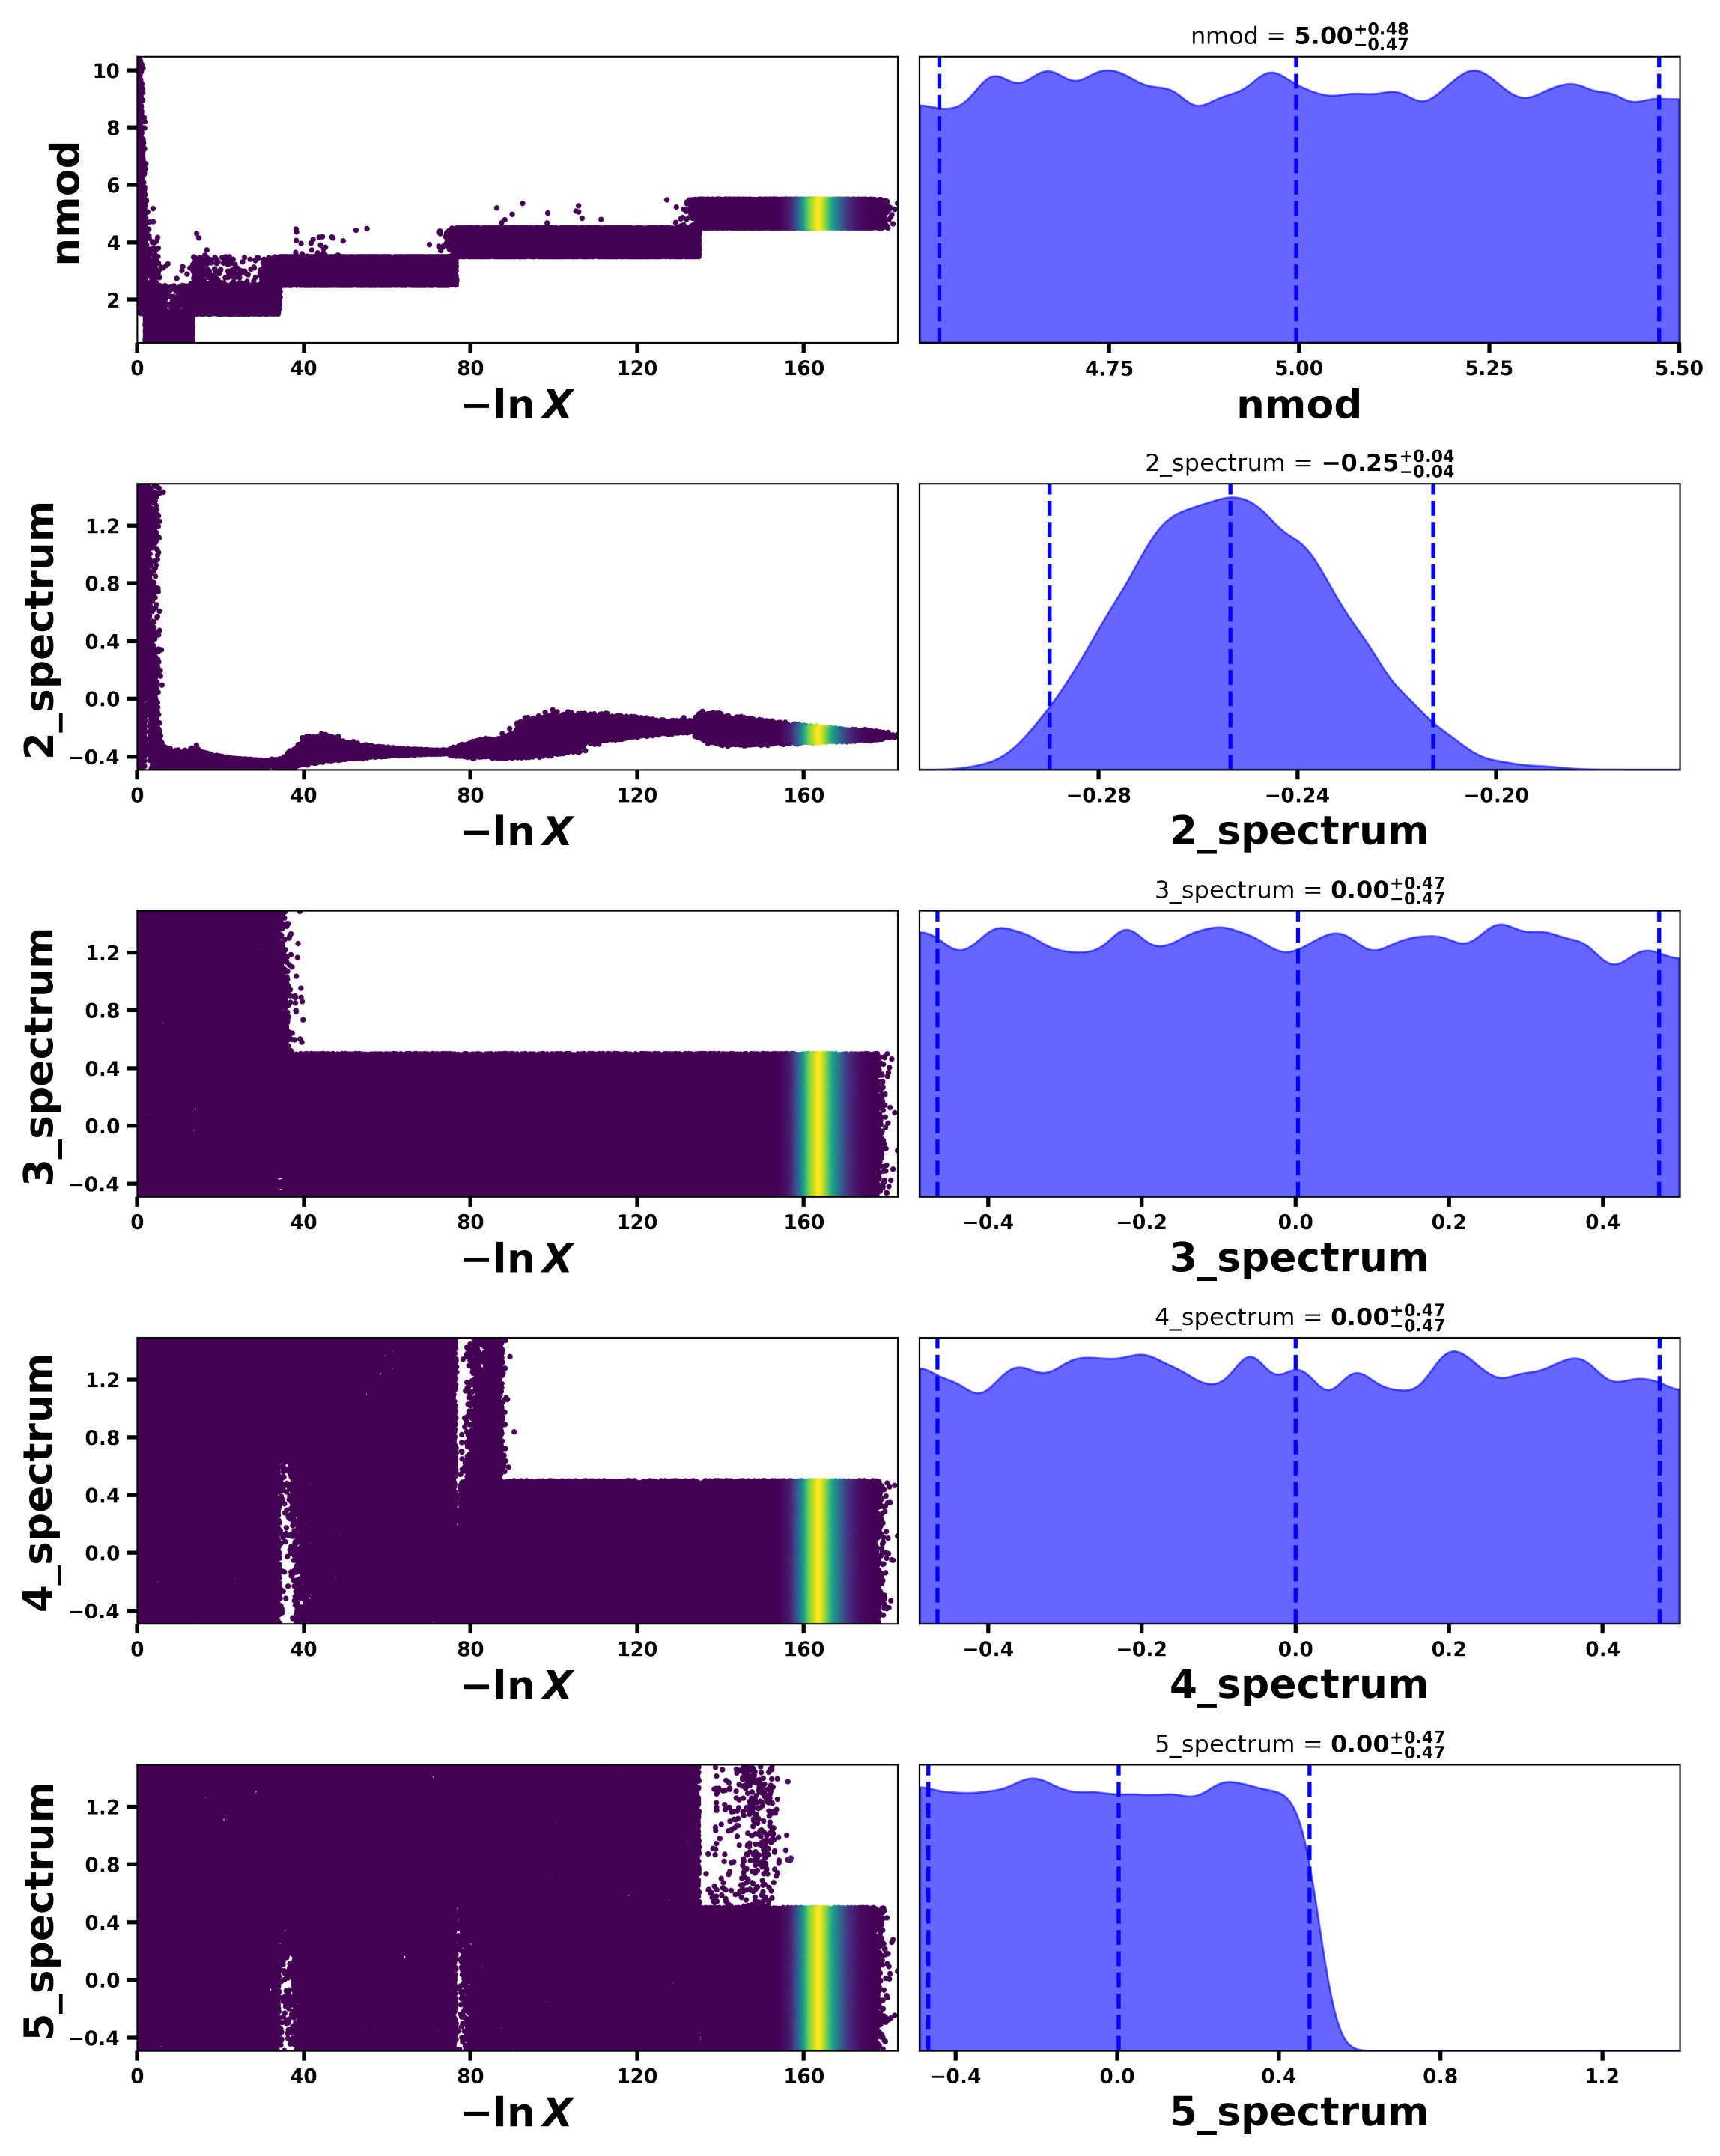 nmod = 5.00+0.48−0.47
nmod
10
8
6
4
2
0 40 80 120 160
4.75 5.00 5.25 5.50
−ln X
nmod
2_spectrum = −0.25+0.04−0.04
2_spectrum
1.2
0.8
0.4
0.0
−0.4
0 40 80 120 160
−0.28 −0.24 −0.20
−ln X
2_spectrum
3_spectrum = 0.00+0.47−0.47
3_spectrum
1.2
0.8
0.4
0.0
−0.4
0 40 80 120 160
−0.4 −0.2 0.0 0.2 0.4
−ln X
3_spectrum
4_spectrum = 0.00+0.47−0.47
4_spectrum
1.2
0.8
0.4
0.0
−0.4
0 40 80 120 160
−0.4 −0.2 0.0 0.2 0.4
−ln X
4_spectrum
5_spectrum = 0.00+0.47−0.47
5_spectrum
1.2
0.8
0.4
0.0
−0.4
0 40 80 120 160
−0.4 0.0 0.4 0.8 1.2
−ln X
5_spectrum